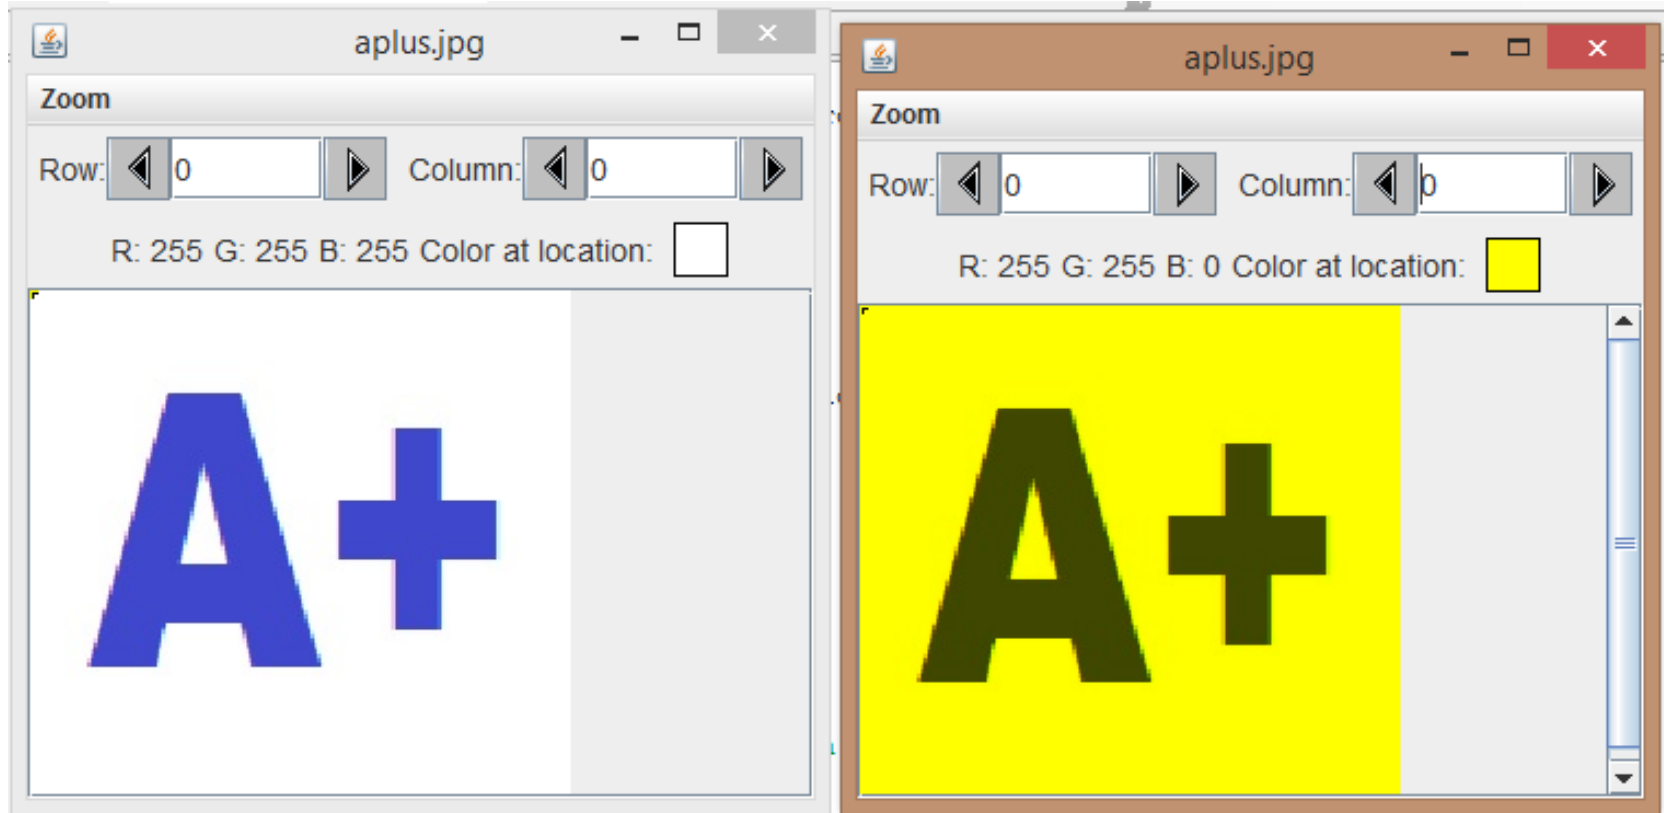 aplus.jpg
Zoom
Row: 0 Column: 0
R: 255 G: 255 B: 255 Color at location:
A+
aplus.jpg
Zoom
Row: 0 Column: 0
R: 255 G: 255 B: 0 Color at location:
A+